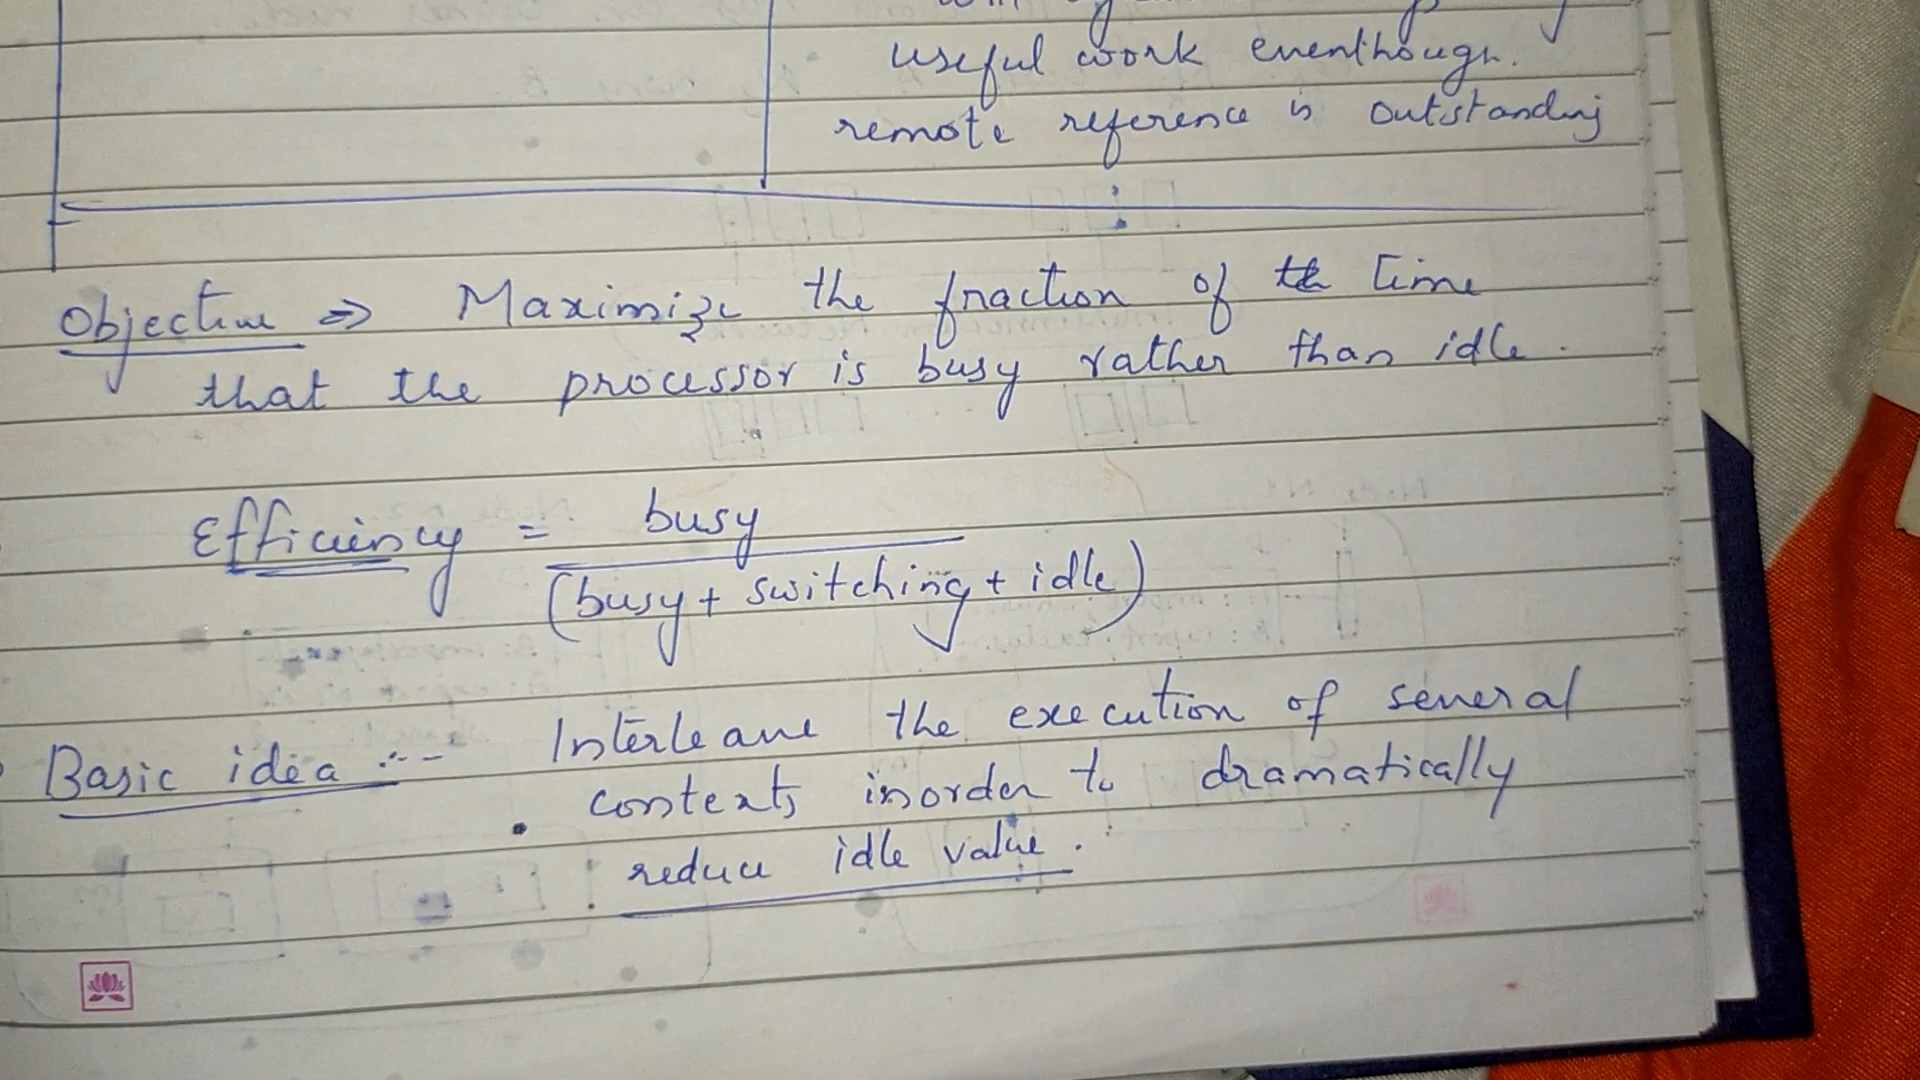 useful work eventhough.
remote reference is outstanding
Objective ⇒ Maximize the fraction of the time
that the processor is busy rather than idle.
Efficiency = busy
(busy + switching + idle)
Basic idea :- Interleave the execution of several
contexts inorder to dramatically
reduce idle value.